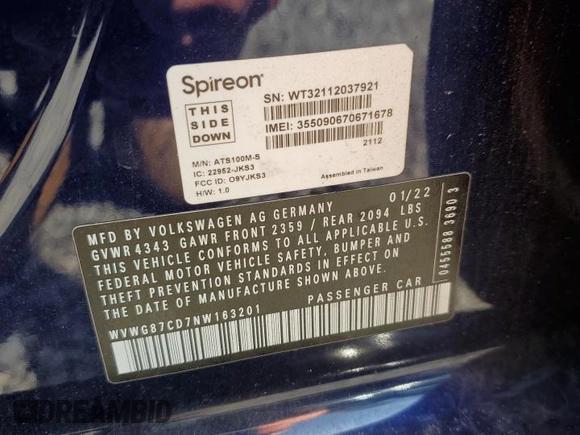 Spireon
THIS
SIDE
DOWN
SN: WT32112037921
IMEI: 355090670671678
2112
M/N: ATS100M-S
IC: 22952-JKS3
FCC ID: O9YJKS3
H/W: 1.0
Assembled in Taiwan
MFD BY VOLKSWAGEN AG GERMANY 01/22
GVWR 4343 GAWR FRONT 2359 / REAR 2094 LBS
THIS VEHICLE CONFORMS TO ALL APPLICABLE U.S.
FEDERAL MOTOR VEHICLE SAFETY, BUMPER AND
THEFT PREVENTION STANDARDS IN EFFECT ON
THE DATE OF MANUFACTURE SHOWN ABOVE.
WVWG87CD7NW163201 PASSENGER CAR
0455588 3690 3
DREAMBID